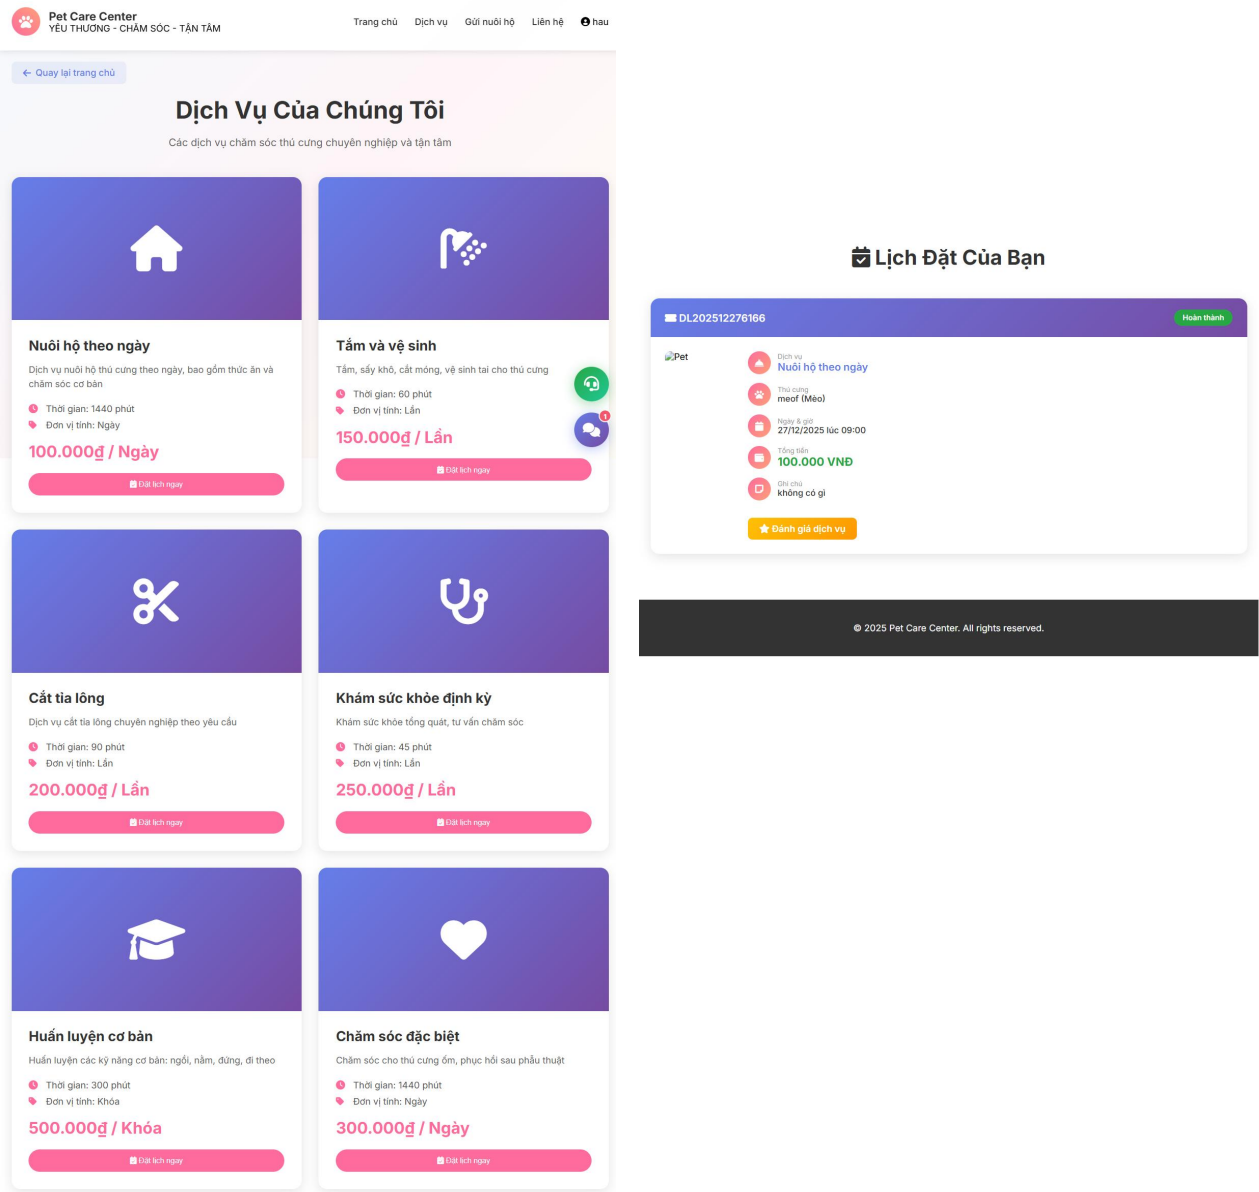 Pet Care Center
YÊU THƯƠNG - CHĂM SÓC - TẬN TÂM
Trang chủ
Dịch vụ
Gửi nuôi hộ
Liên hệ
hau
← Quay lại trang chủ
Dịch Vụ Của Chúng Tôi
Các dịch vụ chăm sóc thú cưng chuyên nghiệp và tận tâm
Nuôi hộ theo ngày
Dịch vụ nuôi hộ thú cưng theo ngày, bao gồm thức ăn và
chăm sóc cơ bản
Thời gian: 1440 phút
Đơn vị tính: Ngày
100.000₫ / Ngày
Đặt lịch ngay
Tắm và vệ sinh
Tắm, sấy khô, cắt móng, vệ sinh tai cho thú cưng
Thời gian: 60 phút
Đơn vị tính: Lần
150.000₫ / Lần
Đặt lịch ngay
1
Cắt tỉa lông
Dịch vụ cắt tỉa lông chuyên nghiệp theo yêu cầu
Thời gian: 90 phút
Đơn vị tính: Lần
200.000₫ / Lần
Đặt lịch ngay
Khám sức khỏe định kỳ
Khám sức khỏe tổng quát, tư vấn chăm sóc
Thời gian: 45 phút
Đơn vị tính: Lần
250.000₫ / Lần
Đặt lịch ngay
Huấn luyện cơ bản
Huấn luyện các kỹ năng cơ bản: ngồi, nằm, đứng, đi theo
Thời gian: 300 phút
Đơn vị tính: Khóa
500.000₫ / Khóa
Đặt lịch ngay
Chăm sóc đặc biệt
Chăm sóc cho thú cưng ốm, phục hồi sau phẫu thuật
Thời gian: 1440 phút
Đơn vị tính: Ngày
300.000₫ / Ngày
Đặt lịch ngay
Lịch Đặt Của Bạn
DL202512276166
Hoàn thành
Pet
Dịch vụ
Nuôi hộ theo ngày
Thú cưng
meof (Mèo)
Ngày & giờ
27/12/2025 lúc 09:00
Tổng tiền
100.000 VNĐ
Ghi chú
không có gì
Đánh giá dịch vụ
© 2025 Pet Care Center. All rights reserved.